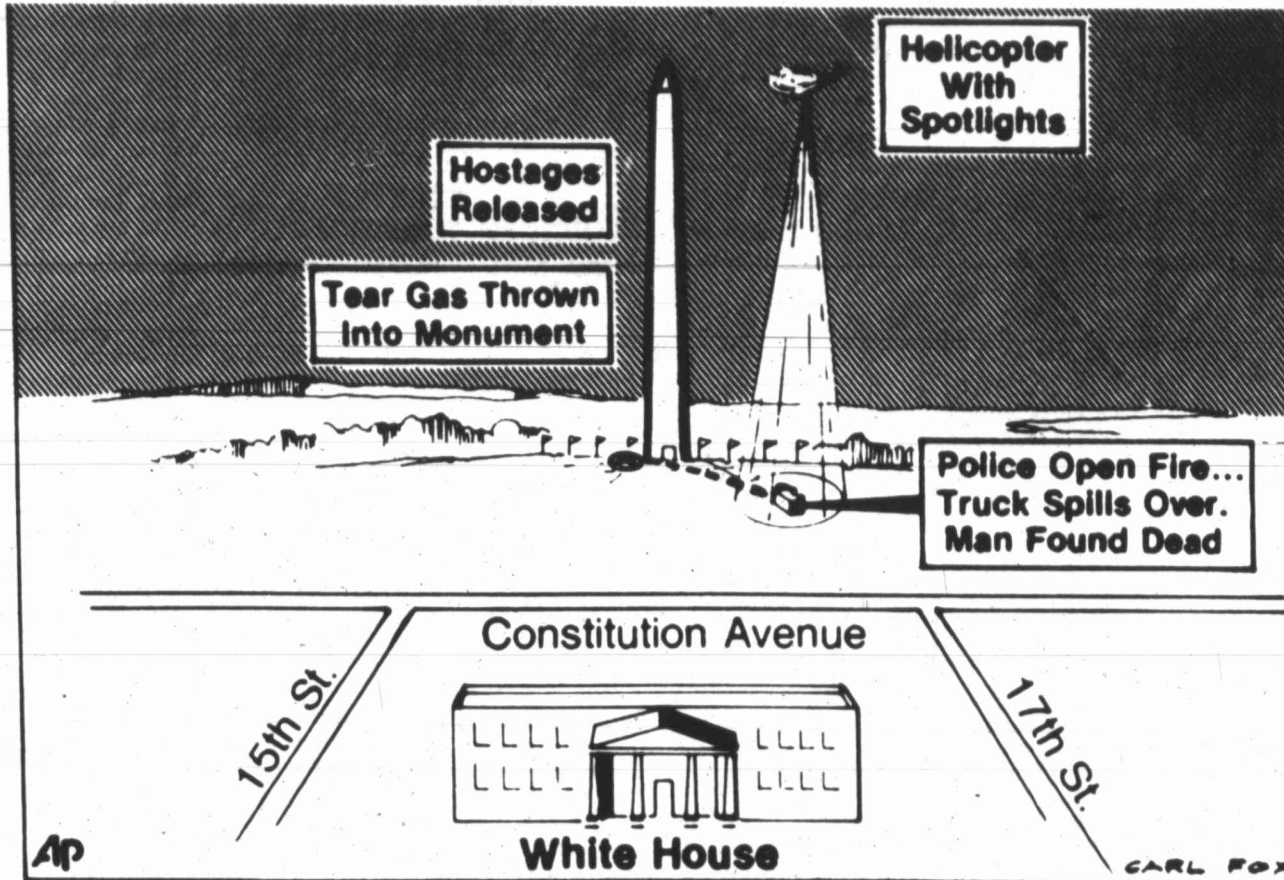 Helicopter
With
Spotlights
Hostages
Released
Tear Gas Thrown
Into Monument
Police Open Fire...
Truck Spills Over.
Man Found Dead
Constitution Avenue
15th St.
17th St.
White House
AP
CARL FOX